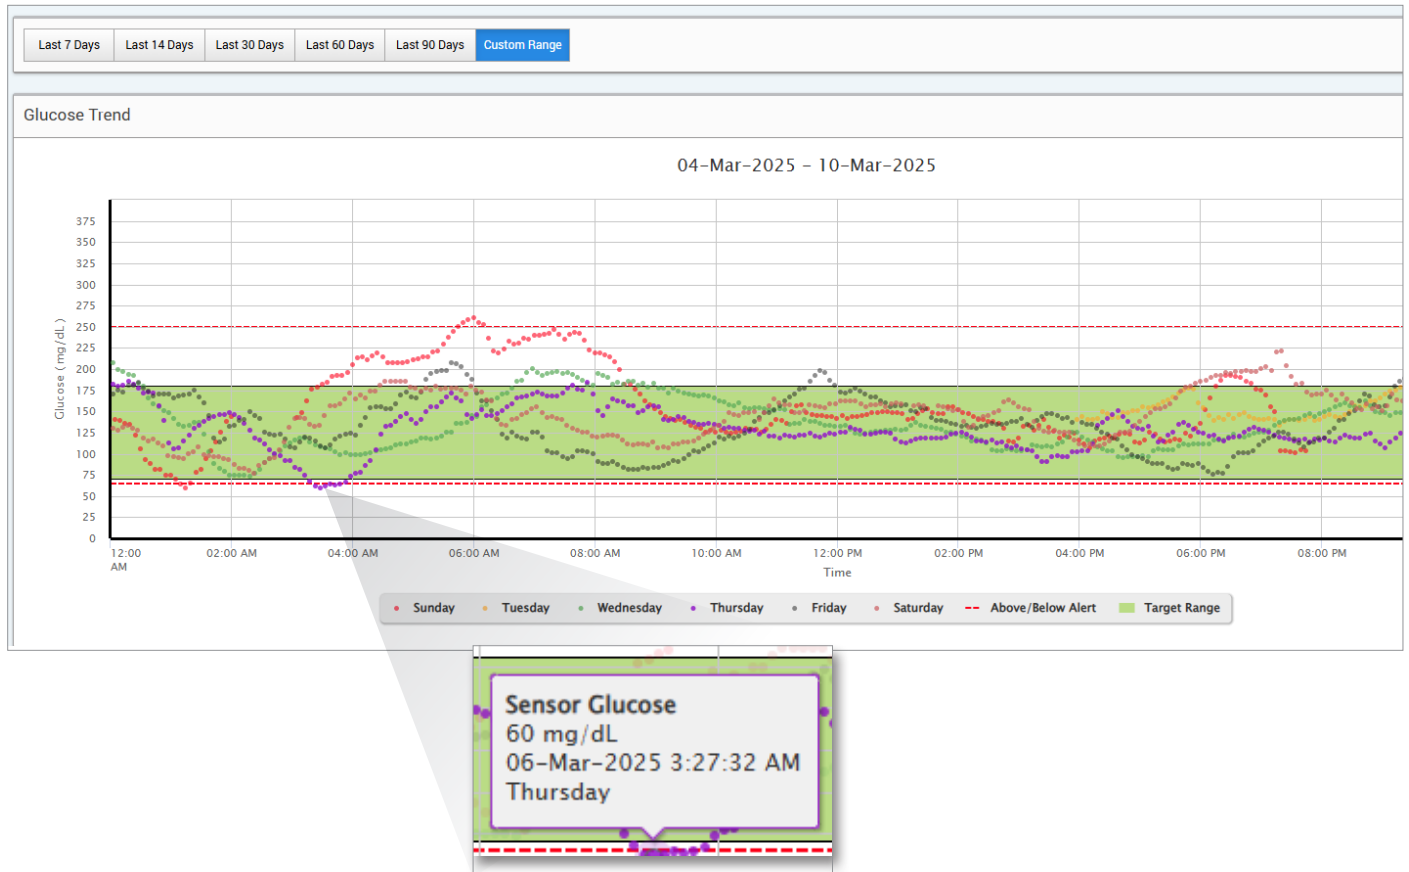 Last 7 Days Last 14 Days Last 30 Days Last 60 Days Last 90 Days Custom Range
Glucose Trend
04-Mar-2025 - 10-Mar-2025
375
350
325
300
275
250
225
200
175
150
125
100
75
50
25
0
Glucose ( mg/dL )
12:00 AM 02:00 AM 04:00 AM 06:00 AM 08:00 AM 10:00 AM 12:00 PM 02:00 PM 04:00 PM 06:00 PM 08:00 PM
Time
Sunday Tuesday Wednesday Thursday Friday Saturday Above/Below Alert Target Range
Sensor Glucose
60 mg/dL
06-Mar-2025 3:27:32 AM
Thursday